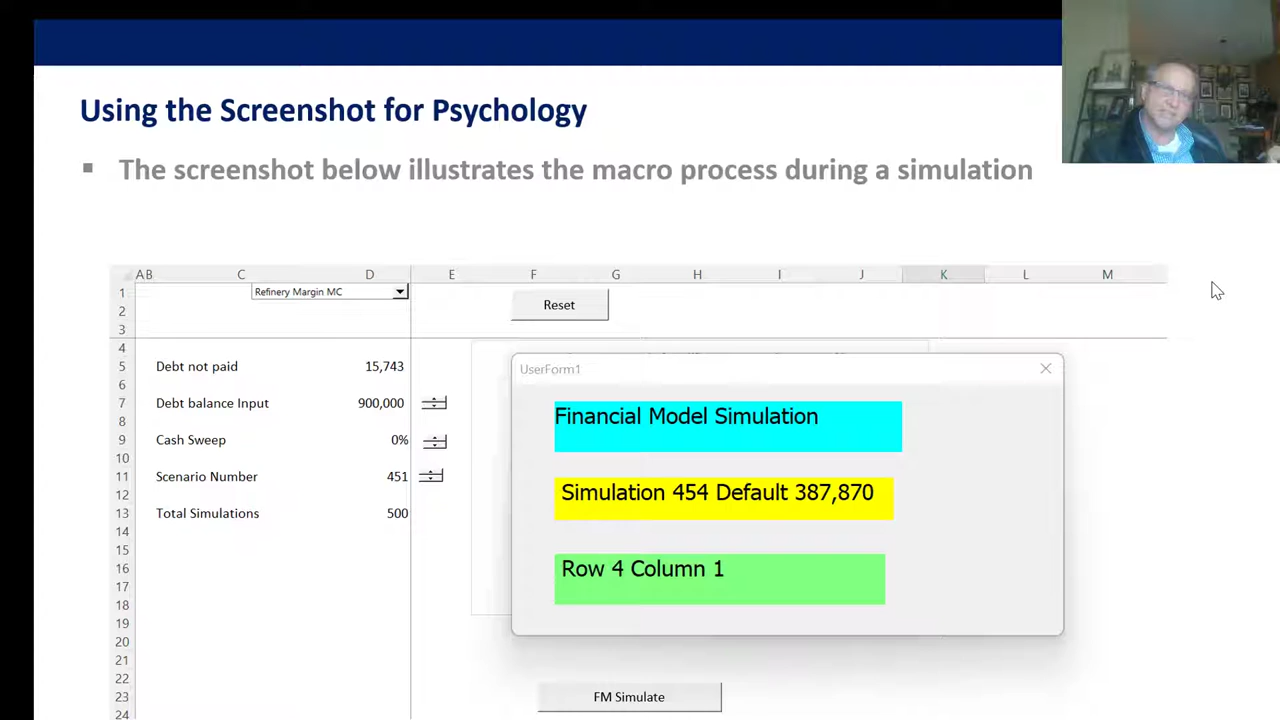 Using the Screenshot for Psychology
▪ The screenshot below illustrates the macro process during a simulation
AB C D E F G H I J K L M
1 Refinery Margin MC
Reset
2
3
4
5 Debt not paid 15,743
UserForm1
6
7 Debt balance Input 900,000
Financial Model Simulation
8
9 Cash Sweep 0%
10
11 Scenario Number 451
Simulation 454 Default 387,870
12
13 Total Simulations 500
14
15
16 Row 4 Column 1
17
18
19
20
21
22
23 FM Simulate
24